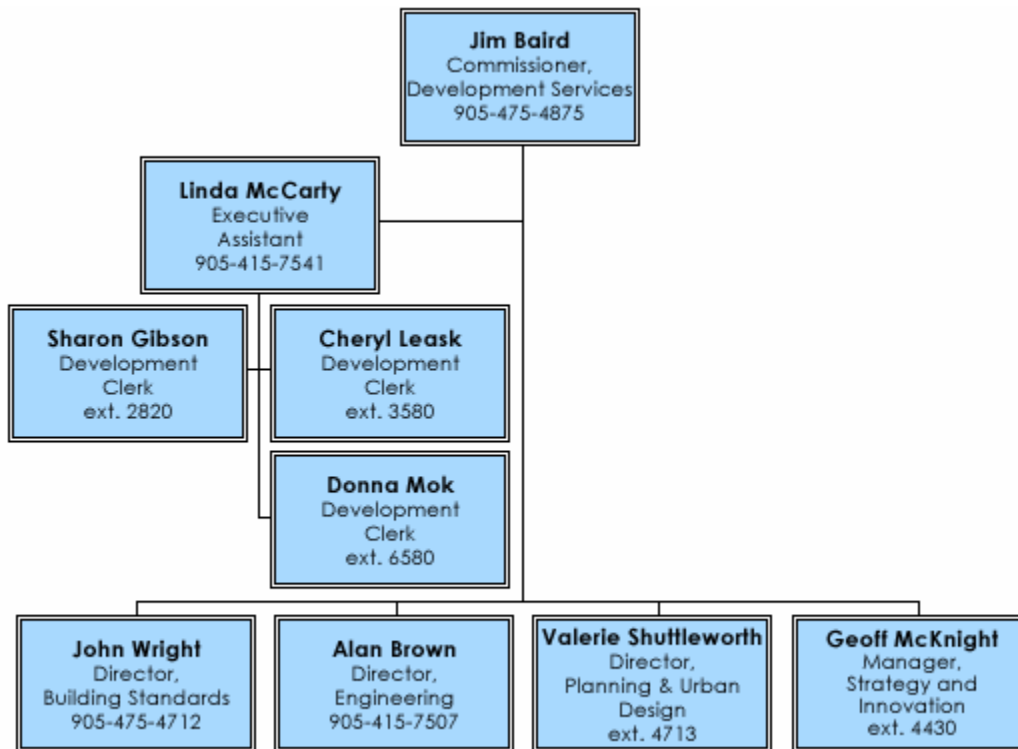 Jim Baird
Commissioner,
Development Services
905-475-4875
Linda McCarty
Executive
Assistant
905-415-7541
Sharon Gibson
Development
Clerk
ext. 2820
Cheryl Leask
Development
Clerk
ext. 3580
Donna Mok
Development
Clerk
ext. 6580
John Wright
Director,
Building Standards
905-475-4712
Alan Brown
Director,
Engineering
905-415-7507
Valerie Shuttleworth
Director,
Planning & Urban
Design
ext. 4713
Geoff McKnight
Manager,
Strategy and
Innovation
ext. 4430